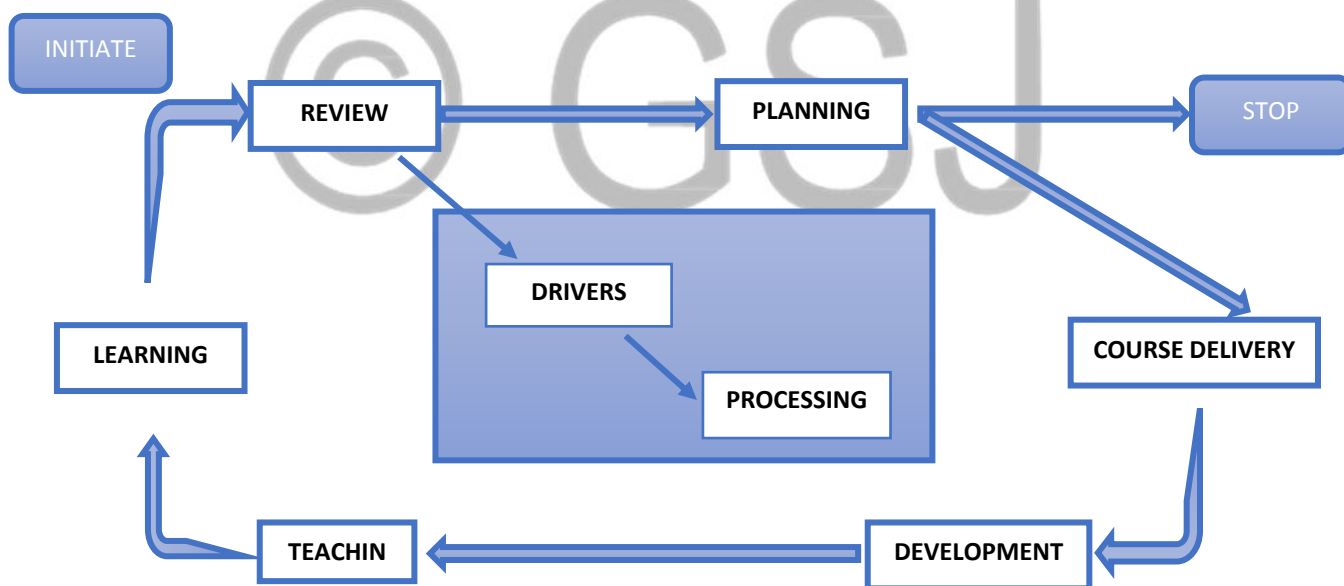 © GSJ
INITIATE
REVIEW
PLANNING
STOP
DRIVERS
LEARNING
COURSE DELIVERY
PROCESSING
TEACHIN
DEVELOPMENT